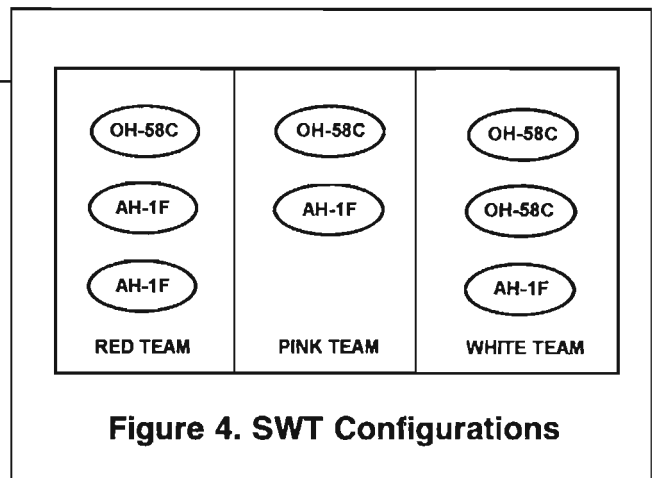 OH-58C
AH-1F
AH-1F
RED TEAM
OH-58C
AH-1F
PINK TEAM
OH-58C
OH-58C
AH-1F
WHITE TEAM
Figure 4. SWT Configurations